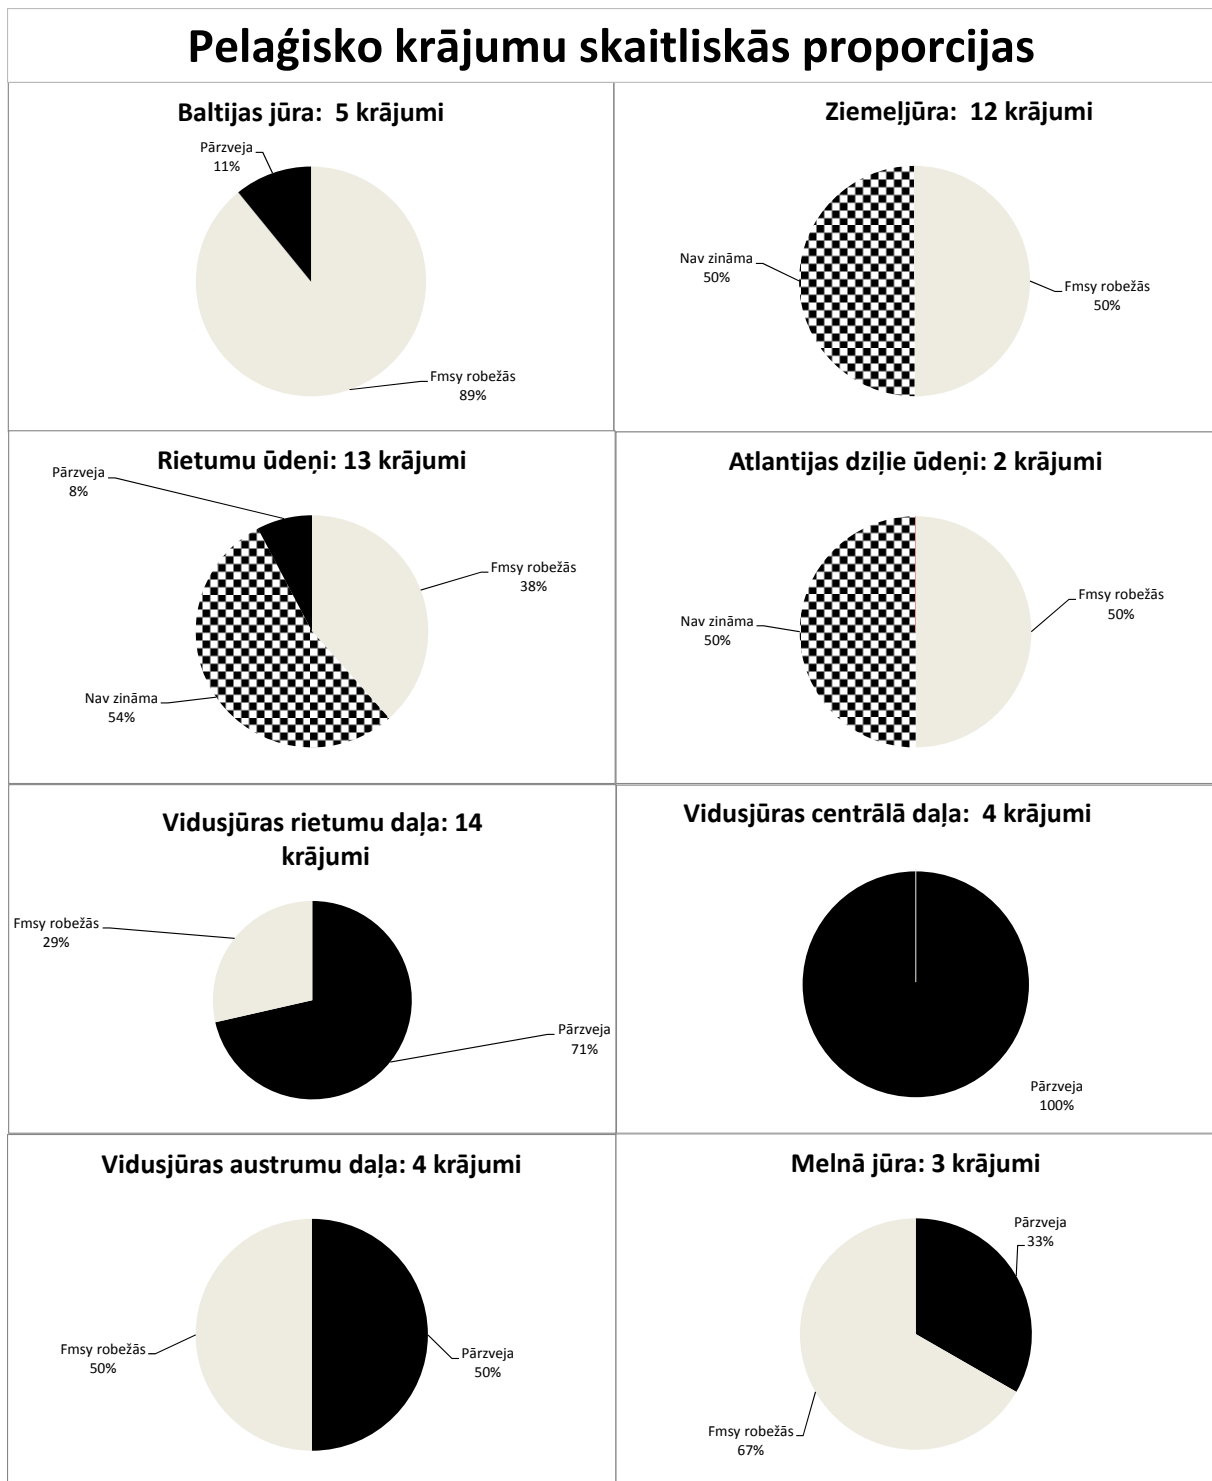 Pelaģisko krājumu skaitliskās proporcijas
Baltijas jūra:  5 krājumi
Pārzveja
11%
Fmsy robežās
89%
Ziemeļjūra:  12 krājumi
Nav zināma
50%
Fmsy robežās
50%
Rietumu ūdeņi: 13 krājumi
Pārzveja
8%
Fmsy robežās
38%
Nav zināma
54%
Atlantijas dziļie ūdeņi: 2 krājumi
Nav zināma
50%
Fmsy robežās
50%
Vidusjūras rietumu daļa: 14
krājumi
Fmsy robežās
29%
Pārzveja
71%
Vidusjūras centrālā daļa:  4 krājumi
Pārzveja
100%
Vidusjūras austrumu daļa: 4 krājumi
Fmsy robežās
50%
Pārzveja
50%
Melnā jūra: 3 krājumi
Pārzveja
33%
Fmsy robežās
67%